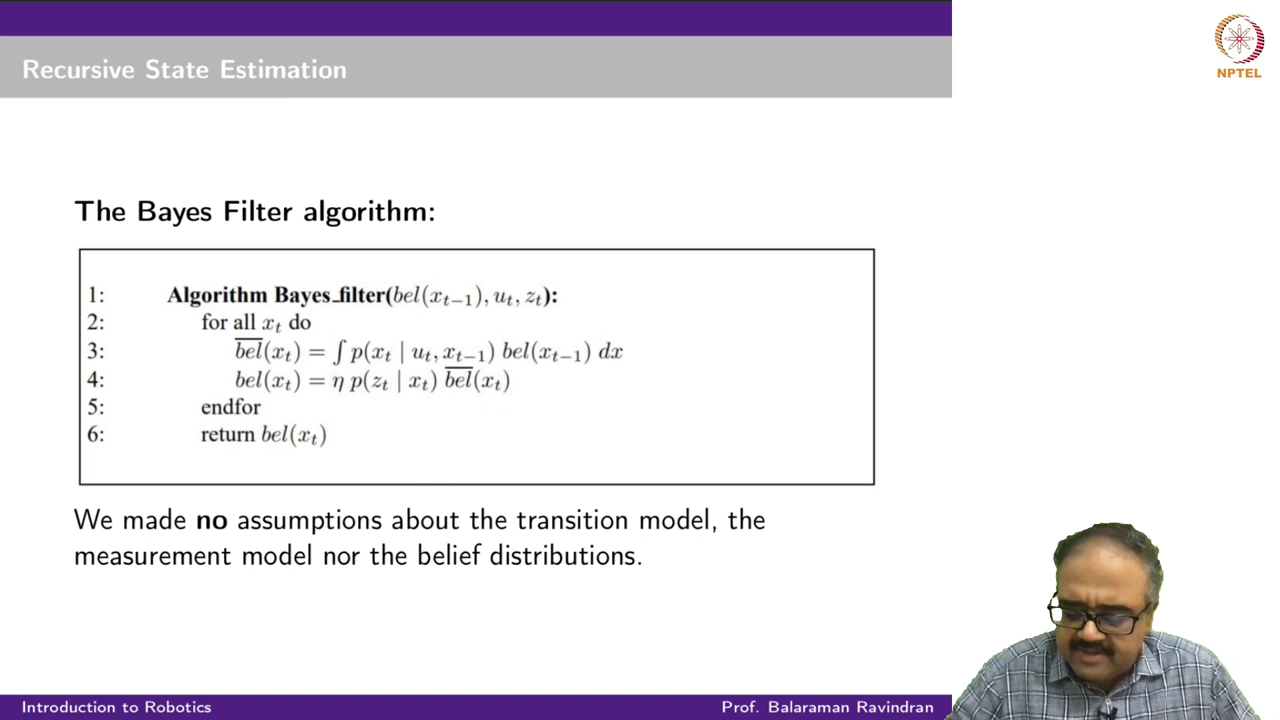 NPTEL
Recursive State Estimation
The Bayes Filter algorithm:
1: Algorithm Bayes_filter(bel(x_{t−1}), u_t, z_t):
2: for all x_t do
3: \overline{bel}(x_t) = ∫ p(x_t | u_t, x_{t−1}) bel(x_{t−1}) dx
4: bel(x_t) = η p(z_t | x_t) \overline{bel}(x_t)
5: endfor
6: return bel(x_t)
We made no assumptions about the transition model, the
measurement model nor the belief distributions.
Introduction to Robotics
Prof. Balaraman Ravindran